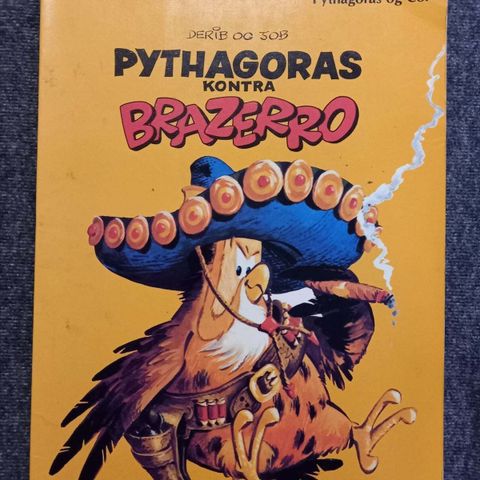 Pythagoras og Co.
DERIB OG JOB
PYTHAGORAS
KONTRA
BRAZERRO